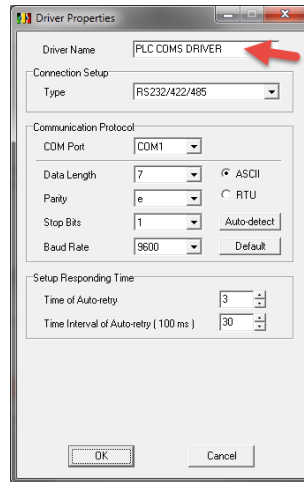 Driver Properties
Driver Name PLC COMS DRIVER
Connection Setup
Type RS232/422/485
Communication Protocol
COM Port COM1
Data Length 7 ASCII
Parity e RTU
Stop Bits 1 Auto-detect
Baud Rate 9600 Default
Setup Responding Time
Time of Auto-retry 3
Time Interval of Auto-retry ( 100 ms ) 30
OK Cancel